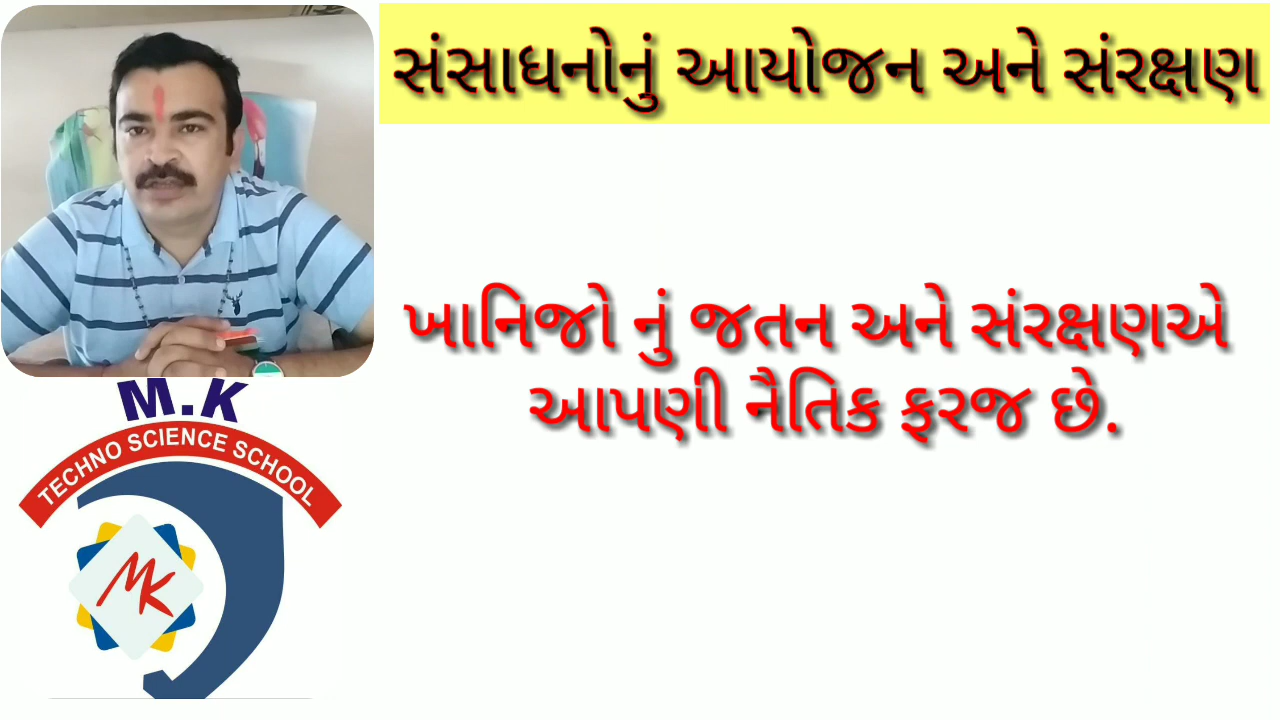 સંસાધનોનું આયોજન અને સંરક્ષણ
ખાનિજો નું જતન અને સંરક્ષણએ
આપણી નૈતિક ફરજ છે.
M.K
TECHNO SCIENCE SCHOOL
MK